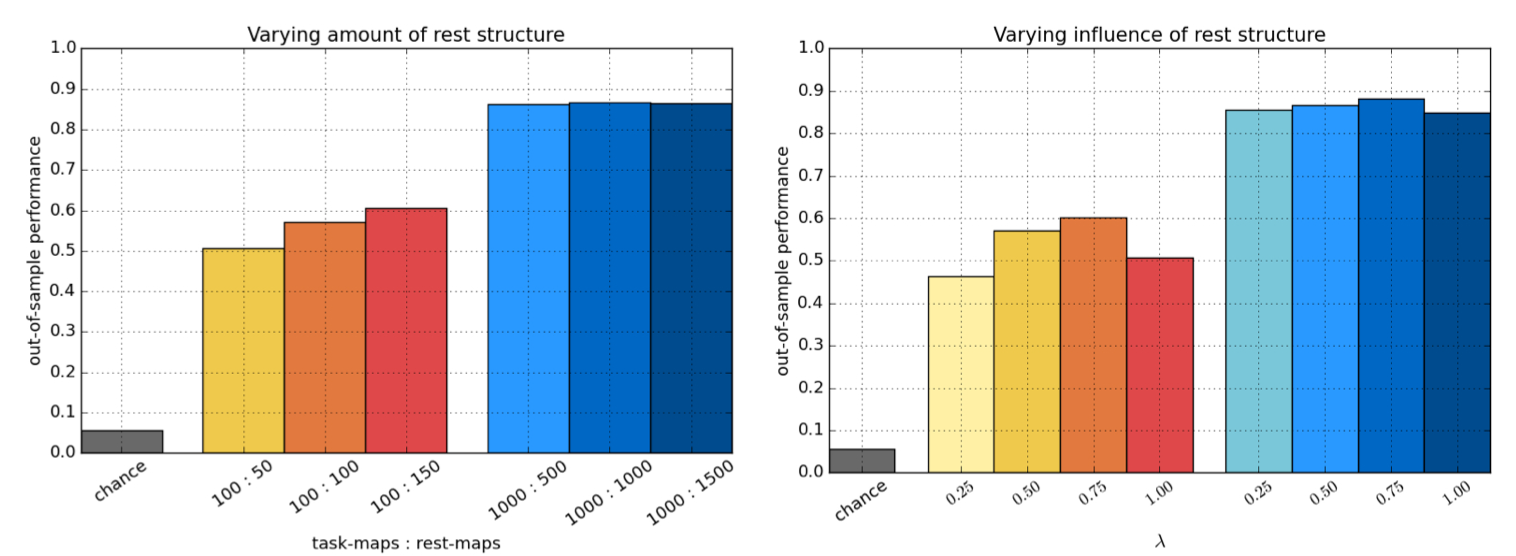 Varying amount of rest structure
out-of-sample performance
1.0
0.9
0.8
0.7
0.6
0.5
0.4
0.3
0.2
0.1
0.0
chance
100 : 50
100 : 100
100 : 150
1000 : 500
1000 : 1000
1000 : 1500
task-maps : rest-maps
Varying influence of rest structure
out-of-sample performance
1.0
0.9
0.8
0.7
0.6
0.5
0.4
0.3
0.2
0.1
0.0
chance
0.25
0.50
0.75
1.00
0.25
0.50
0.75
1.00
λ